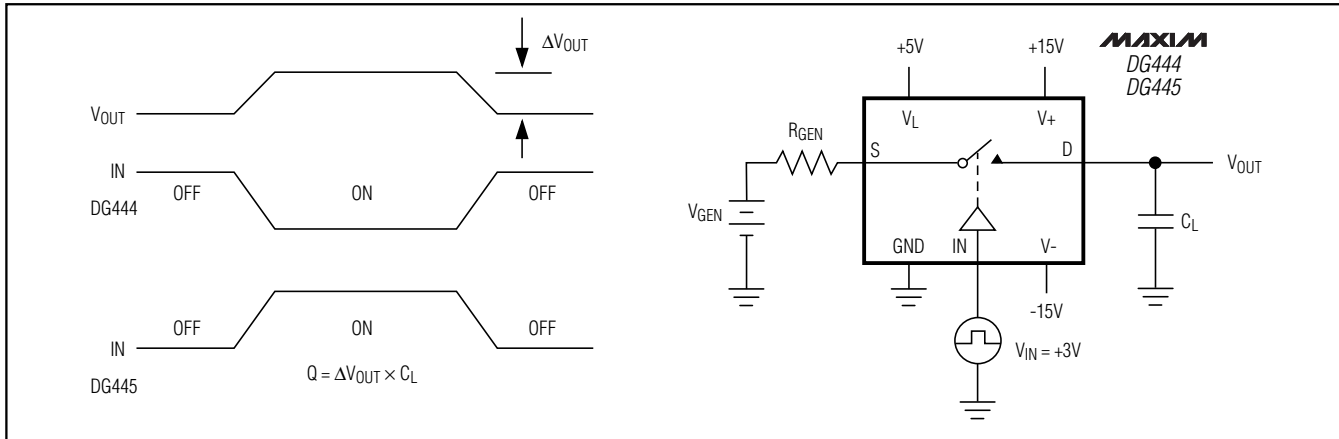 ΔVOUT
VOUT
IN
OFF
ON
OFF
DG444
OFF
ON
OFF
IN
DG445
Q = ΔVOUT × CL
MAXIM
DG444
DG445
+5V
+15V
VL
V+
RGEN
S
D
VOUT
VGEN
CL
GND
IN
V-
-15V
VIN = +3V